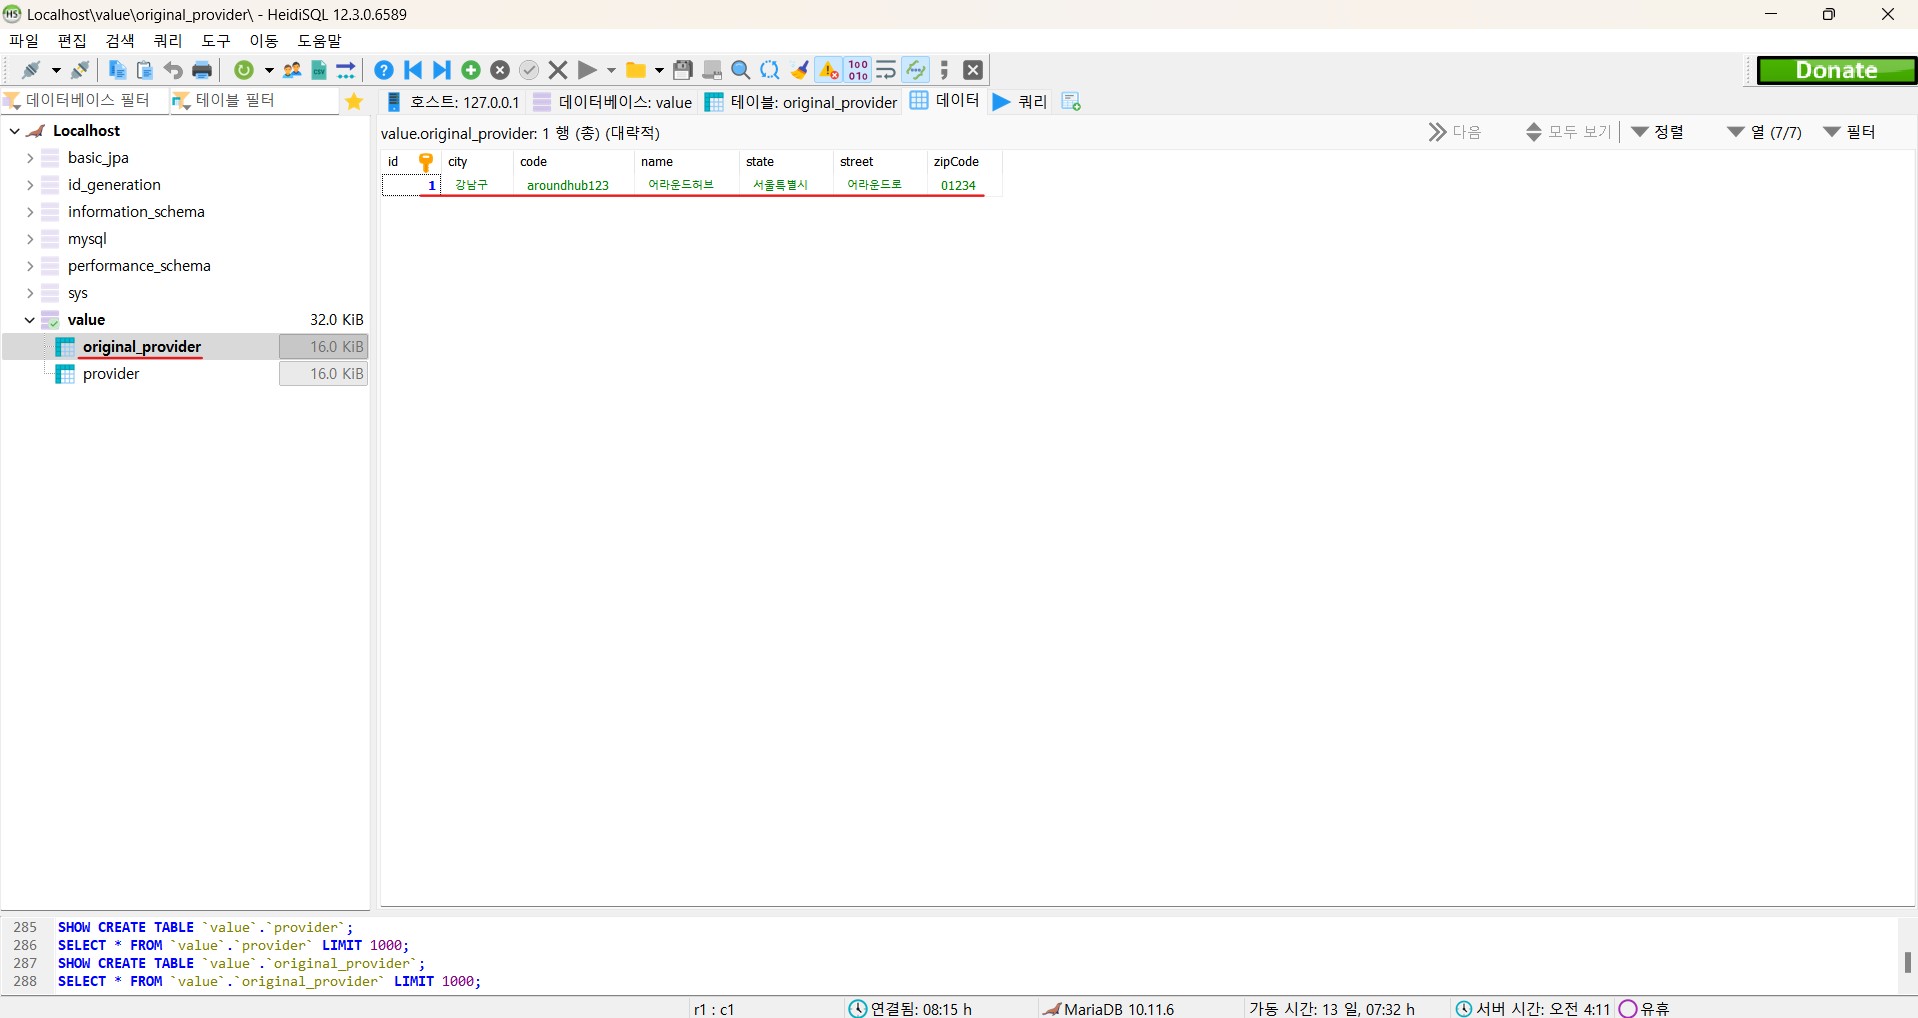 Localhost\value\original_provider\ - HeidiSQL 12.3.0.6589
파일 편집 검색 쿼리 도구 이동 도움말
Donate
데이터베이스 필터 테이블 필터 호스트: 127.0.0.1 데이터베이스: value 테이블: original_provider 데이터 쿼리
value.original_provider: 1 행 (총) (대략적) 다음 모두 보기 정렬 열 (7/7) 필터
Localhost
basic_jpa
id_generation
information_schema
mysql
performance_schema
sys
value 32.0 KiB
original_provider 16.0 KiB
provider 16.0 KiB
id city code name state street zipCode
1 강남구 aroundhub123 어라운드허브 서울특별시 어라운드로 01234
285 SHOW CREATE TABLE `value`.`provider`;
286 SELECT * FROM `value`.`provider` LIMIT 1000;
287 SHOW CREATE TABLE `value`.`original_provider`;
288 SELECT * FROM `value`.`original_provider` LIMIT 1000;
r1 : c1 연결됨: 08:15 h MariaDB 10.11.6 가동 시간: 13 일, 07:32 h 서버 시간: 오전 4:11 유휴